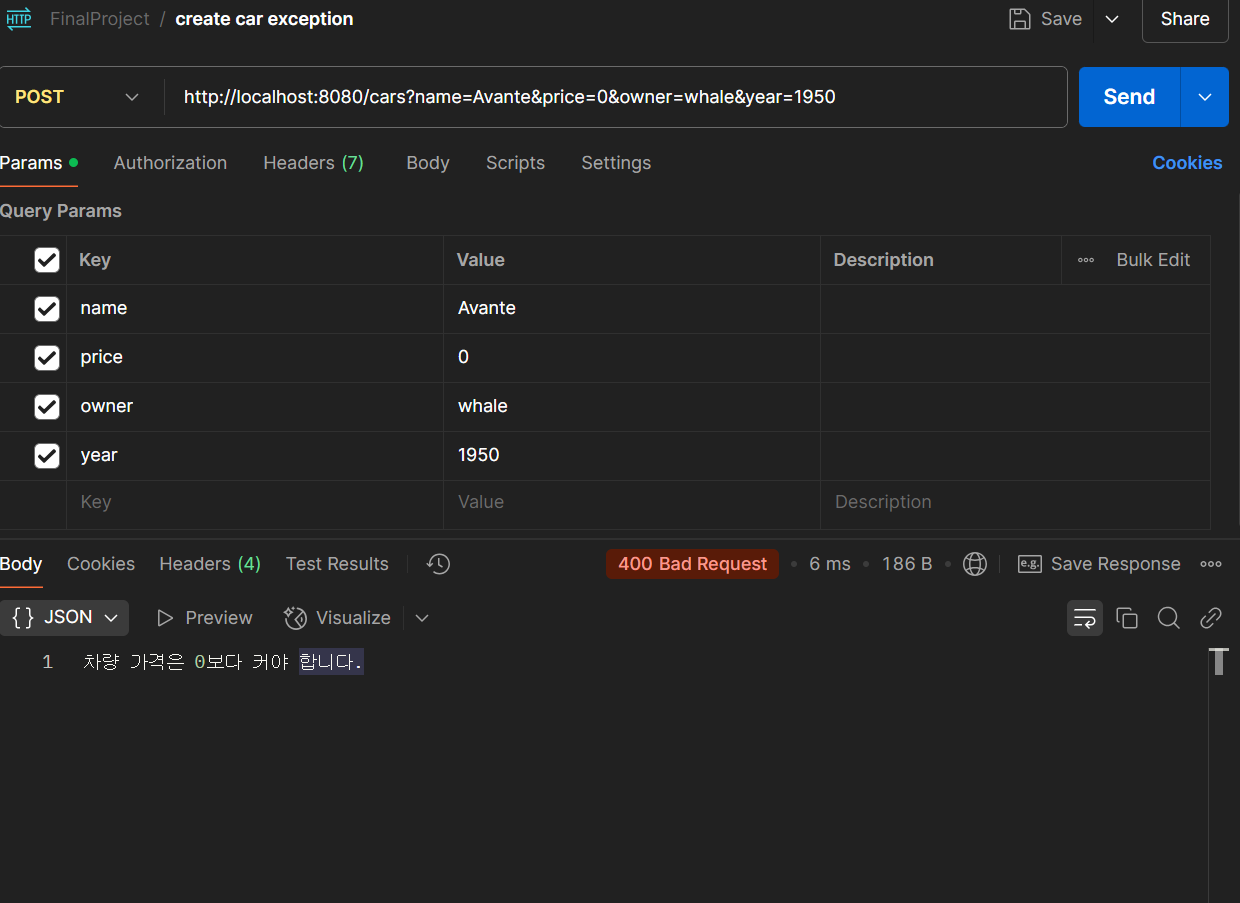 HTTP FinalProject / create car exception Save Share
POST http://localhost:8080/cars?name=Avante&price=0&owner=whale&year=1950 Send
Params Authorization Headers (7) Body Scripts Settings Cookies
Query Params
Key Value Description Bulk Edit
name Avante
price 0
owner whale
year 1950
Key Value Description
Body Cookies Headers (4) Test Results 400 Bad Request • 6 ms • 186 B • e.g. Save Response
{} JSON Preview Visualize
1 차량 가격은 0보다 커야 합니다.